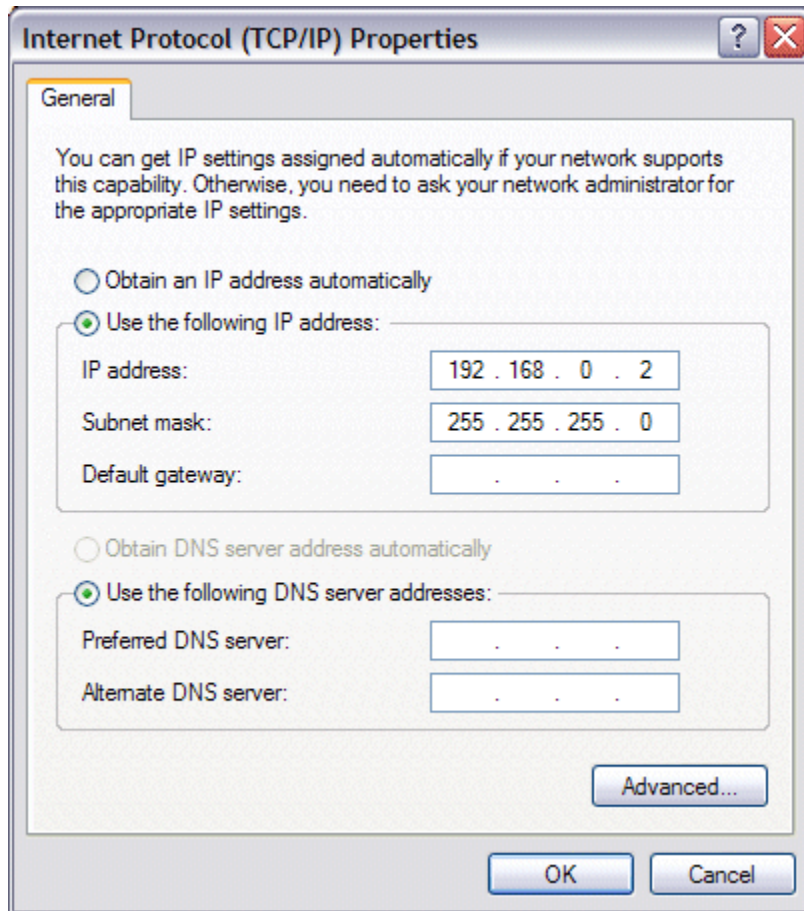 Internet Protocol (TCP/IP) Properties
?
General
You can get IP settings assigned automatically if your network supports
this capability. Otherwise, you need to ask your network administrator for
the appropriate IP settings.
Obtain an IP address automatically
Use the following IP address:
IP address: 192 . 168 . 0 . 2
Subnet mask: 255 . 255 . 255 . 0
Default gateway: . . .
Obtain DNS server address automatically
Use the following DNS server addresses:
Preferred DNS server: . . .
Alternate DNS server: . . .
Advanced...
OK Cancel